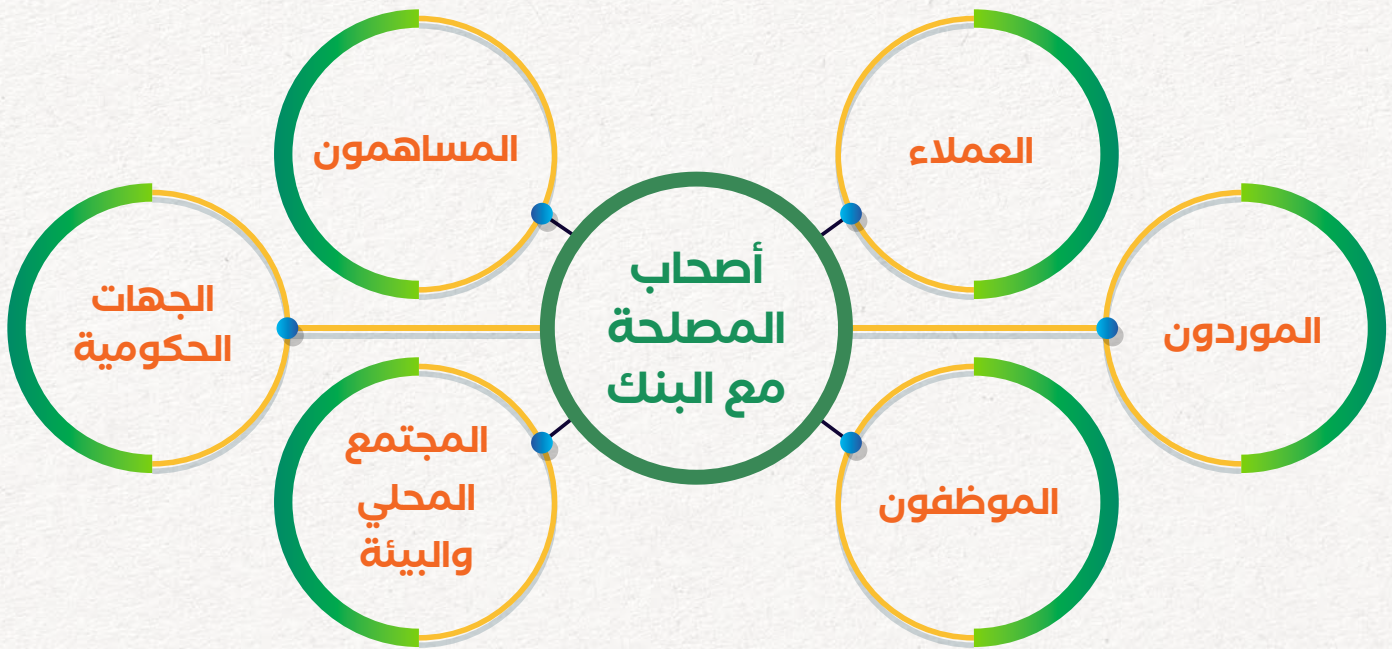 أصحاب
المصلحة
مع البنك
العملاء
الموردون
الموظفون
المساهمون
الجهات
الحكومية
المجتمع
المحلي
والبيئة